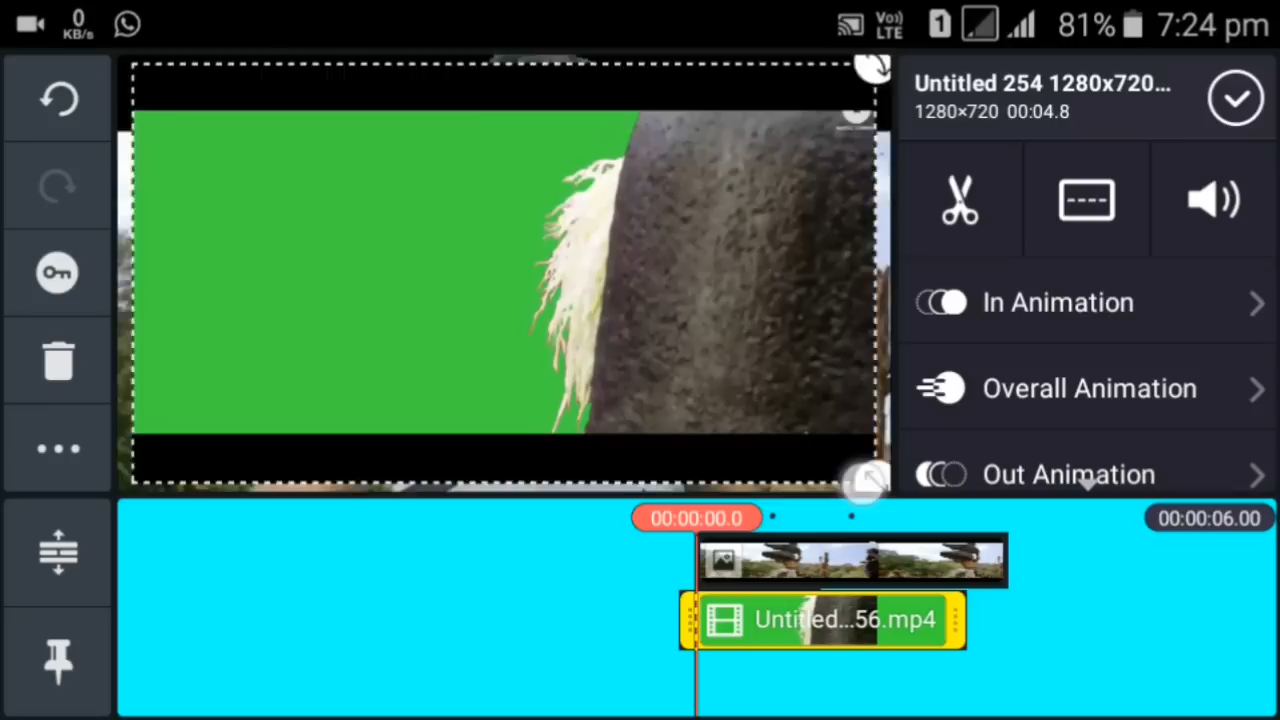 0
KB/s
Vo))
LTE
1
81%
7:24 pm
Untitled 254 1280x720...
1280×720 00:04.8
In Animation
Overall Animation
Out Animation
00:00:00.0
00:00:06.00
Untitled...56.mp4